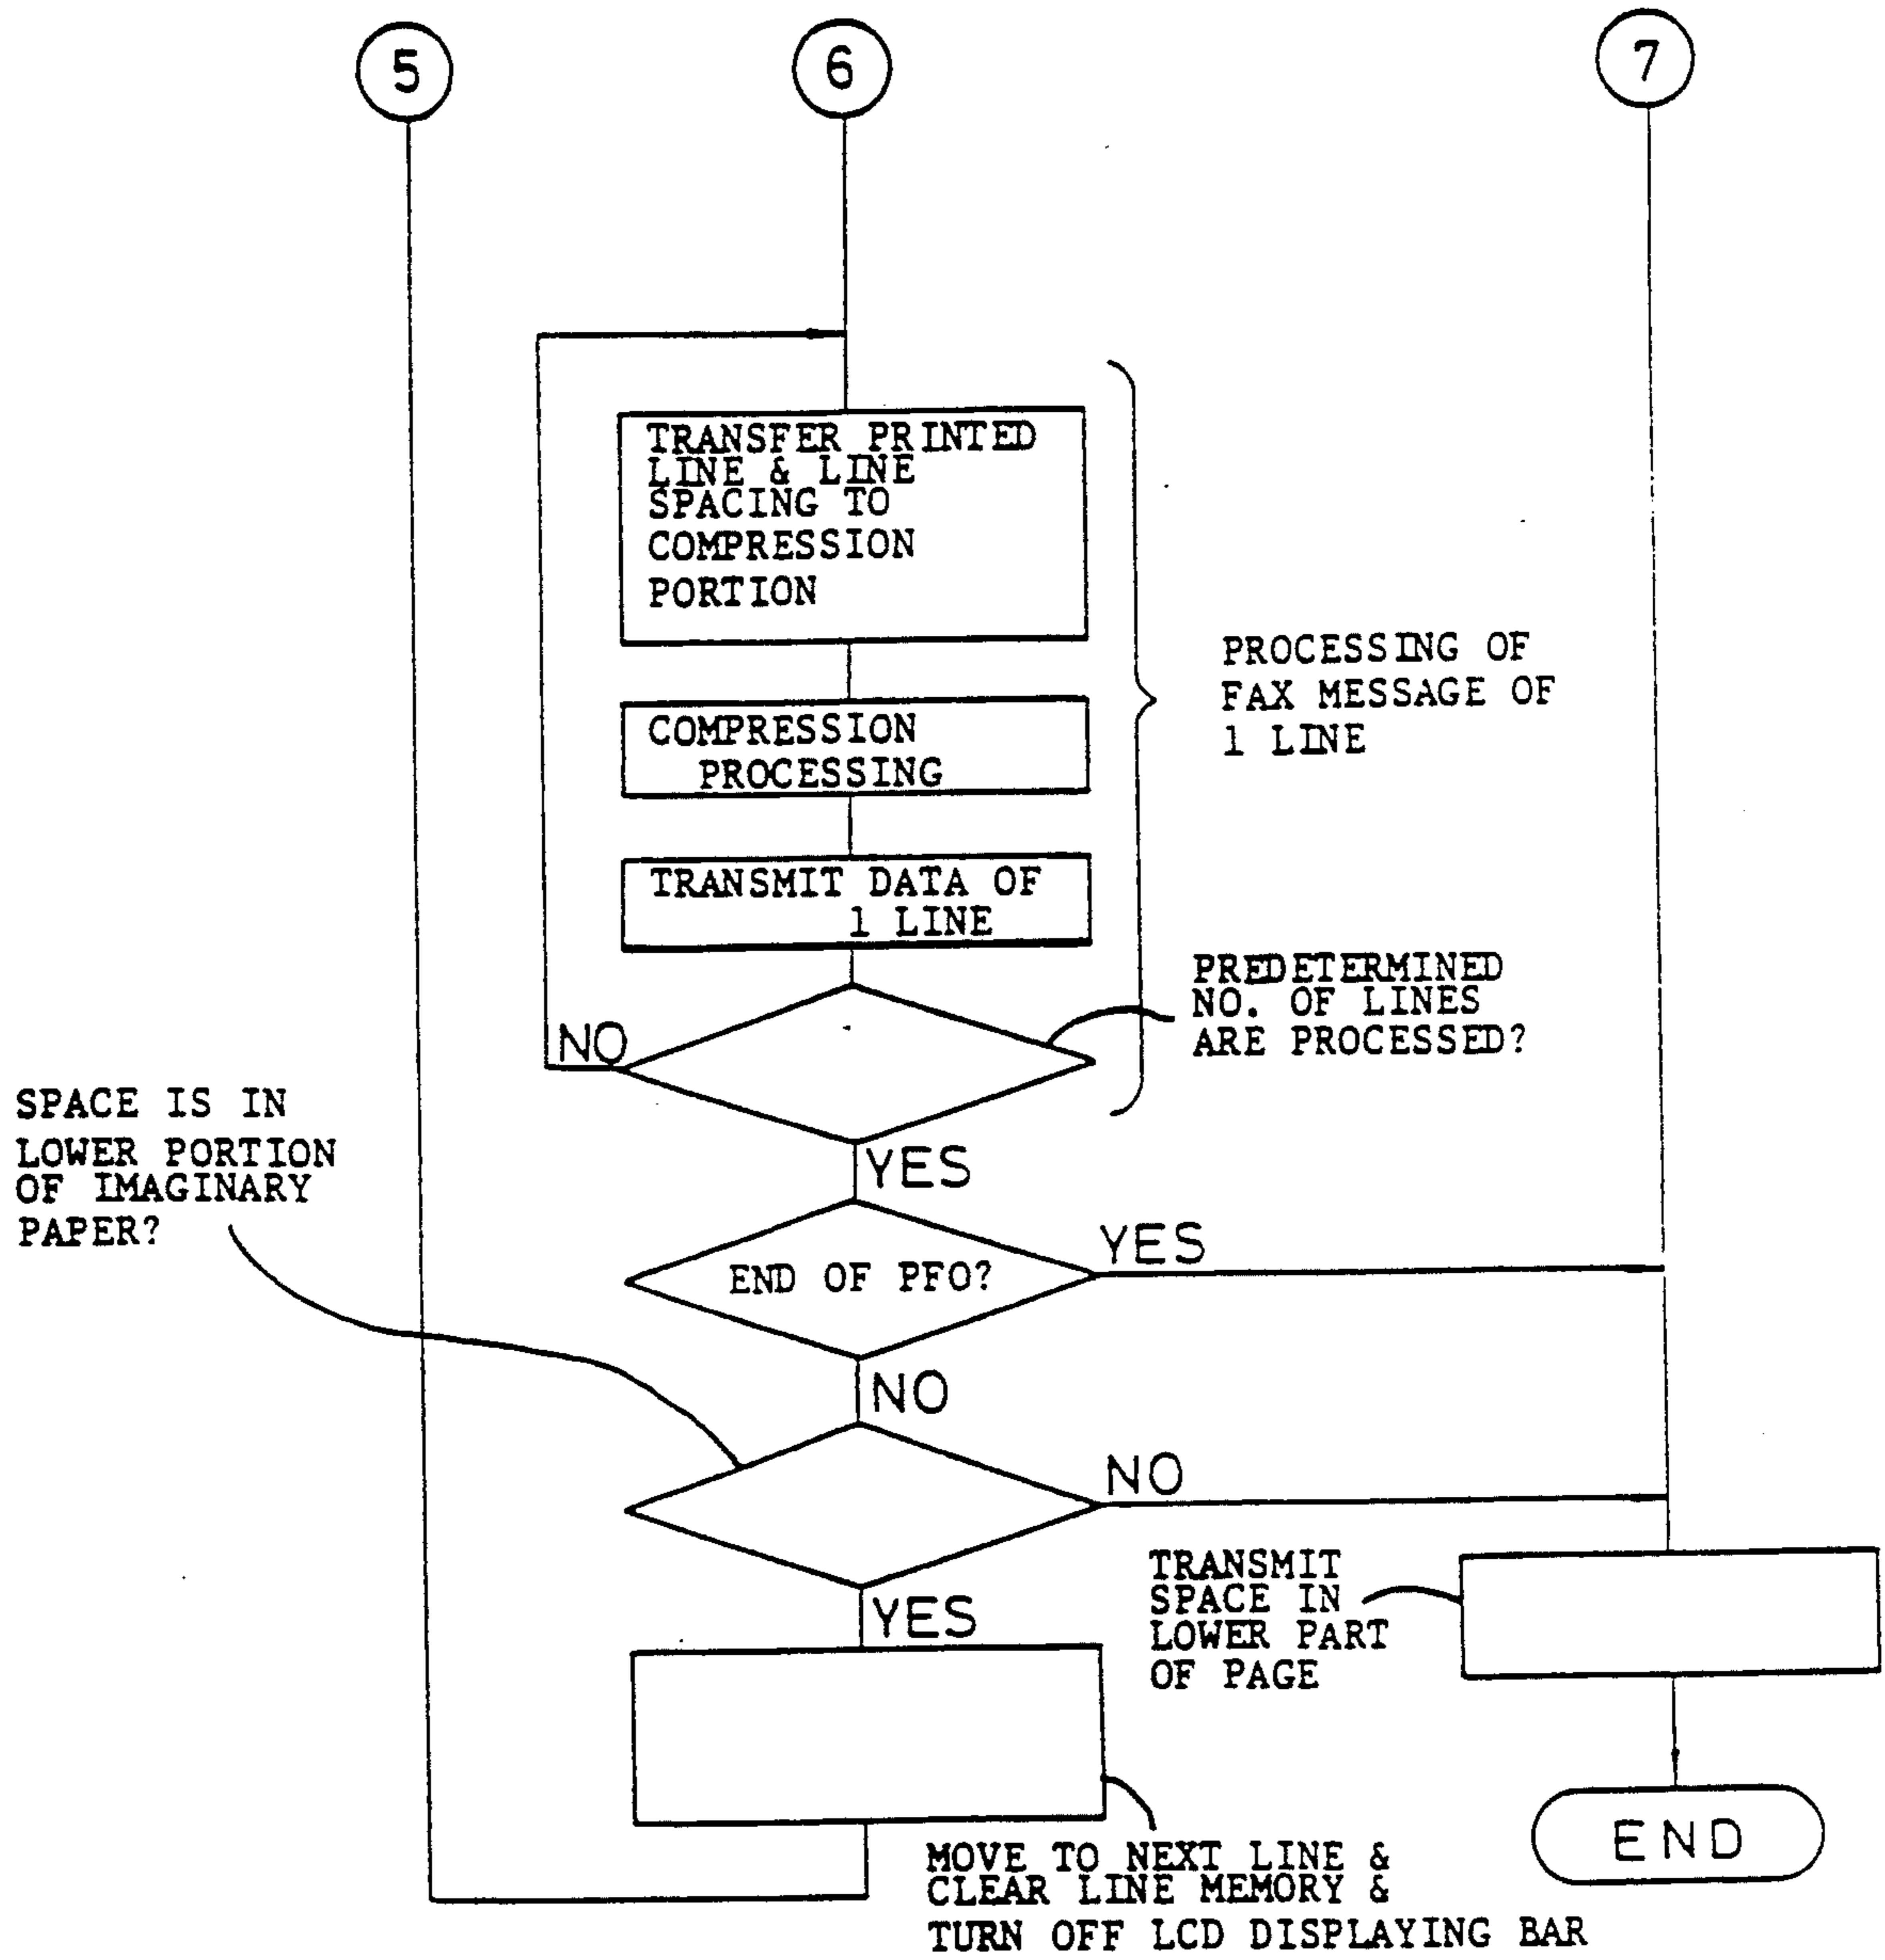 5
6
7
TRANSFER PRINTED
LINE & LINE
SPACING TO
COMPRESSION
PORTION
PROCESSING OF
FAX MESSAGE OF
1 LINE
COMPRESSION
PROCESSING
TRANSMIT DATA OF
1 LINE
PREDETERMINED
NO. OF LINES
ARE PROCESSED?
NO
SPACE IS IN
LOWER PORTION
OF IMAGINARY
PAPER?
YES
END OF PFO?
YES
NO
NO
TRANSMIT
SPACE IN
LOWER PART
OF PAGE
YES
MOVE TO NEXT LINE &
CLEAR LINE MEMORY &
TURN OFF LCD DISPLAYING BAR
END